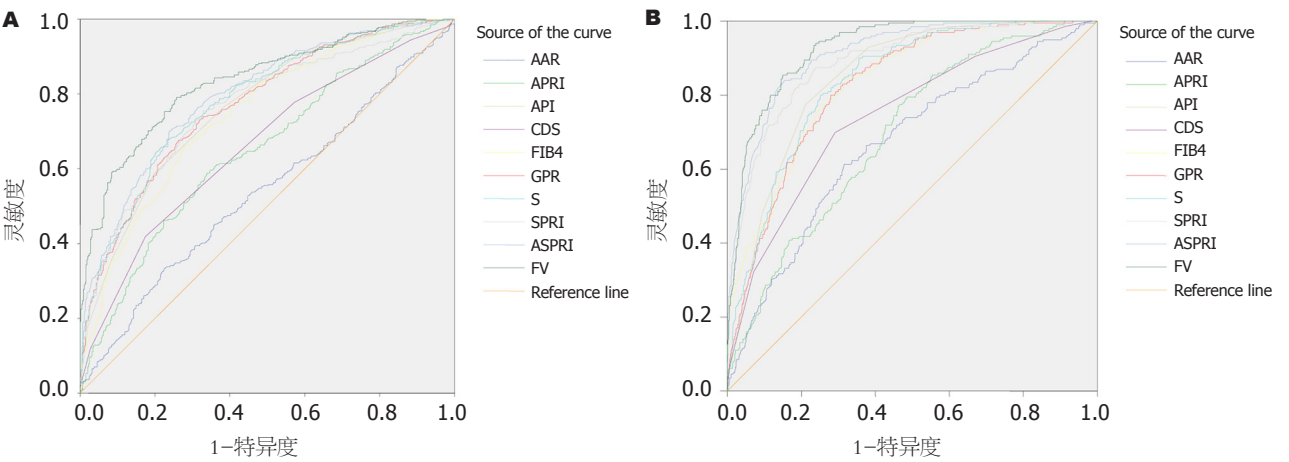 A
Source of the curve
AAR
APRI
API
CDS
FIB4
GPR
S
SPRI
ASPRI
FV
Reference line
灵敏度
1.0
0.8
0.6
0.4
0.2
0.0
0.0 0.2 0.4 0.6 0.8 1.0
1−特异度
B
Source of the curve
AAR
APRI
API
CDS
FIB4
GPR
S
SPRI
ASPRI
FV
Reference line
灵敏度
1.0
0.8
0.6
0.4
0.2
0.0
0.0 0.2 0.4 0.6 0.8 1.0
1−特异度